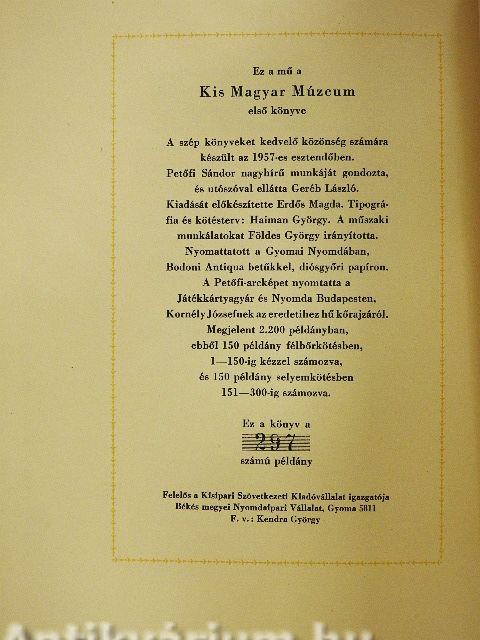 Ez a mű a
Kis Magyar Múzeum
első könyve
A szép könyveket kedvelő közönség számára
készült az 1957-es esztendőben.
Petőfi Sándor nagyhírű munkáját gondozta,
és utószóval ellátta Geréb László.
Kiadását előkészítette Erdős Magda. Tipográ-
fia és kötésterv: Haiman György. A műszaki
munkálatokat Földes György irányította.
Nyomattatott a Gyomai Nyomdában,
Bodoni Antiqua betűkkel, diósgyőri papíron.
A Petőfi-arcképet nyomtatta a
Játékkártyagyár és Nyomda Budapesten,
Kornély Józsefnek az eredetihez hű kőrajzáról.
Megjelent 2.200 példányban,
ebből 150 példány félbőrkötésben,
1—150-ig kézzel számozva,
és 150 példány selyemkötésben
151—300-ig számozva.
Ez a könyv a
297
számú példány
Felelős a Kisipari Szövetkezeti Kiadóvállalat igazgatója
Békés megyei Nyomdaipari Vállalat, Gyoma 5811
F. v.: Kendra György
Antikvárium.hu